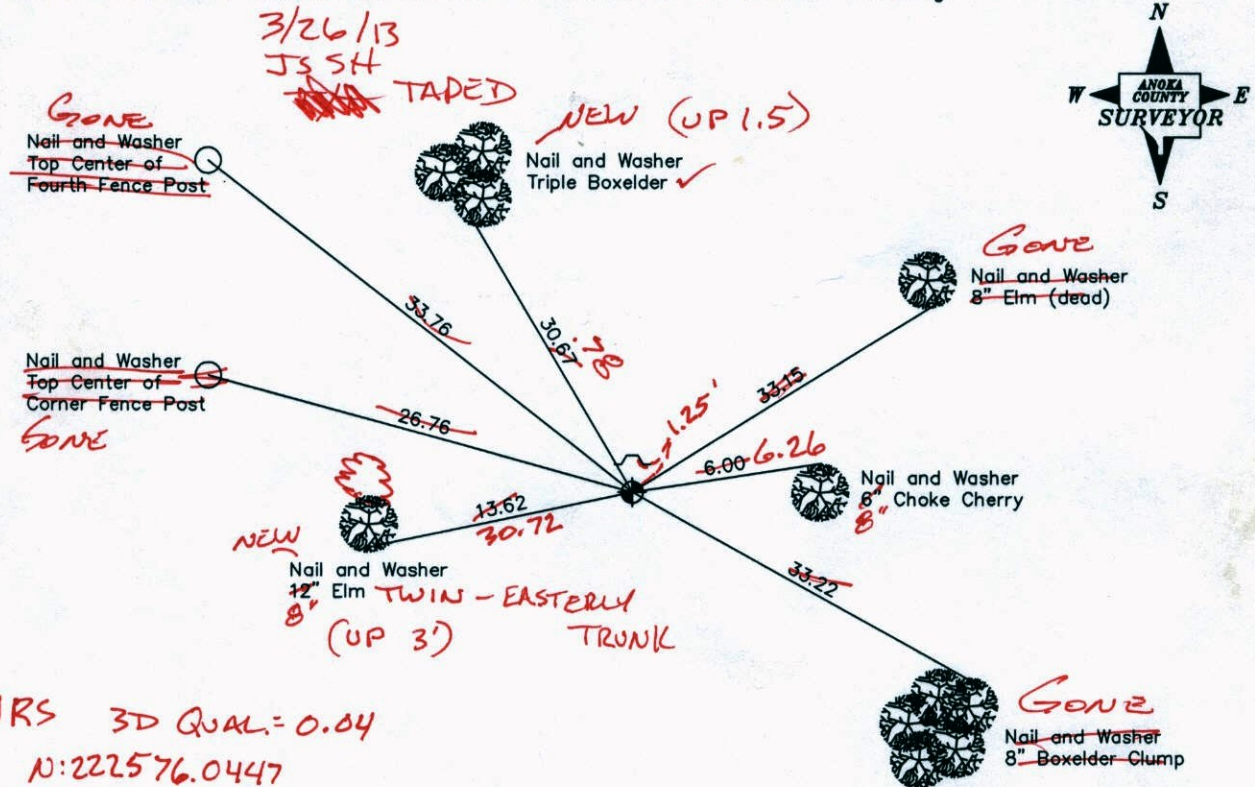 3/26/13
JS SH
TAPED
N
W E
ANOKA
COUNTY
SURVEYOR
S
GONE
Nail and Washer
Top Center of
Fourth Fence Post
NEW (UP 1.5)
Nail and Washer
Triple Boxelder ✓
GONE
Nail and Washer
8" Elm (dead)
33.76
30.67
.78
33.15
Nail and Washer
Top Center of
Corner Fence Post
GONE
26.76
1.25'
6.00 6.26
Nail and Washer
6" Choke Cherry
8"
13.62
30.72
NEW
Nail and Washer
12" Elm TWIN - EASTERLY
8"
(UP 3') TRUNK
33.22
GONE
Nail and Washer
8" Boxelder Clump
RS 3D QUAL. = 0.04
N: 222576.0447